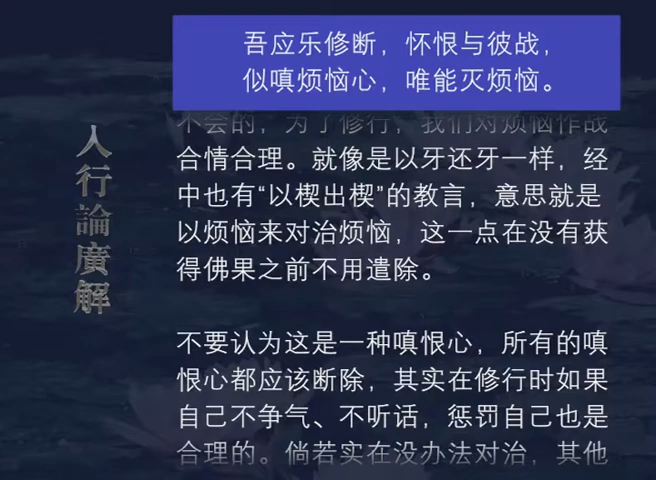 吾应乐修断，怀恨与彼战，
似嗔烦恼心，唯能灭烦恼。
入行論廣解
不会的，为了修行，我们对烦恼作战
合情合理。就像是以牙还牙一样，经
中也有“以楔出楔”的教言，意思就是
以烦恼来对治烦恼，这一点在没有获
得佛果之前不用遣除。
不要认为这是一种嗔恨心，所有的嗔
恨心都应该断除，其实在修行时如果
自己不争气、不听话，惩罚自己也是
合理的。倘若实在没办法对治，其他